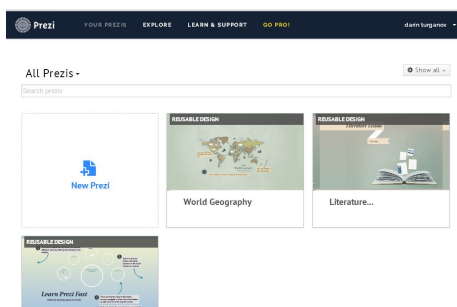 Prezi
YOUR PREZIS
EXPLORE
LEARN & SUPPORT
GO PRO!
darin turganov
All Prezis
Show all
Search prezis
New Prezi
REUSABLE DESIGN
World Geography
REUSABLE DESIGN
Literature...
REUSABLE DESIGN
Learn Prezi Fast